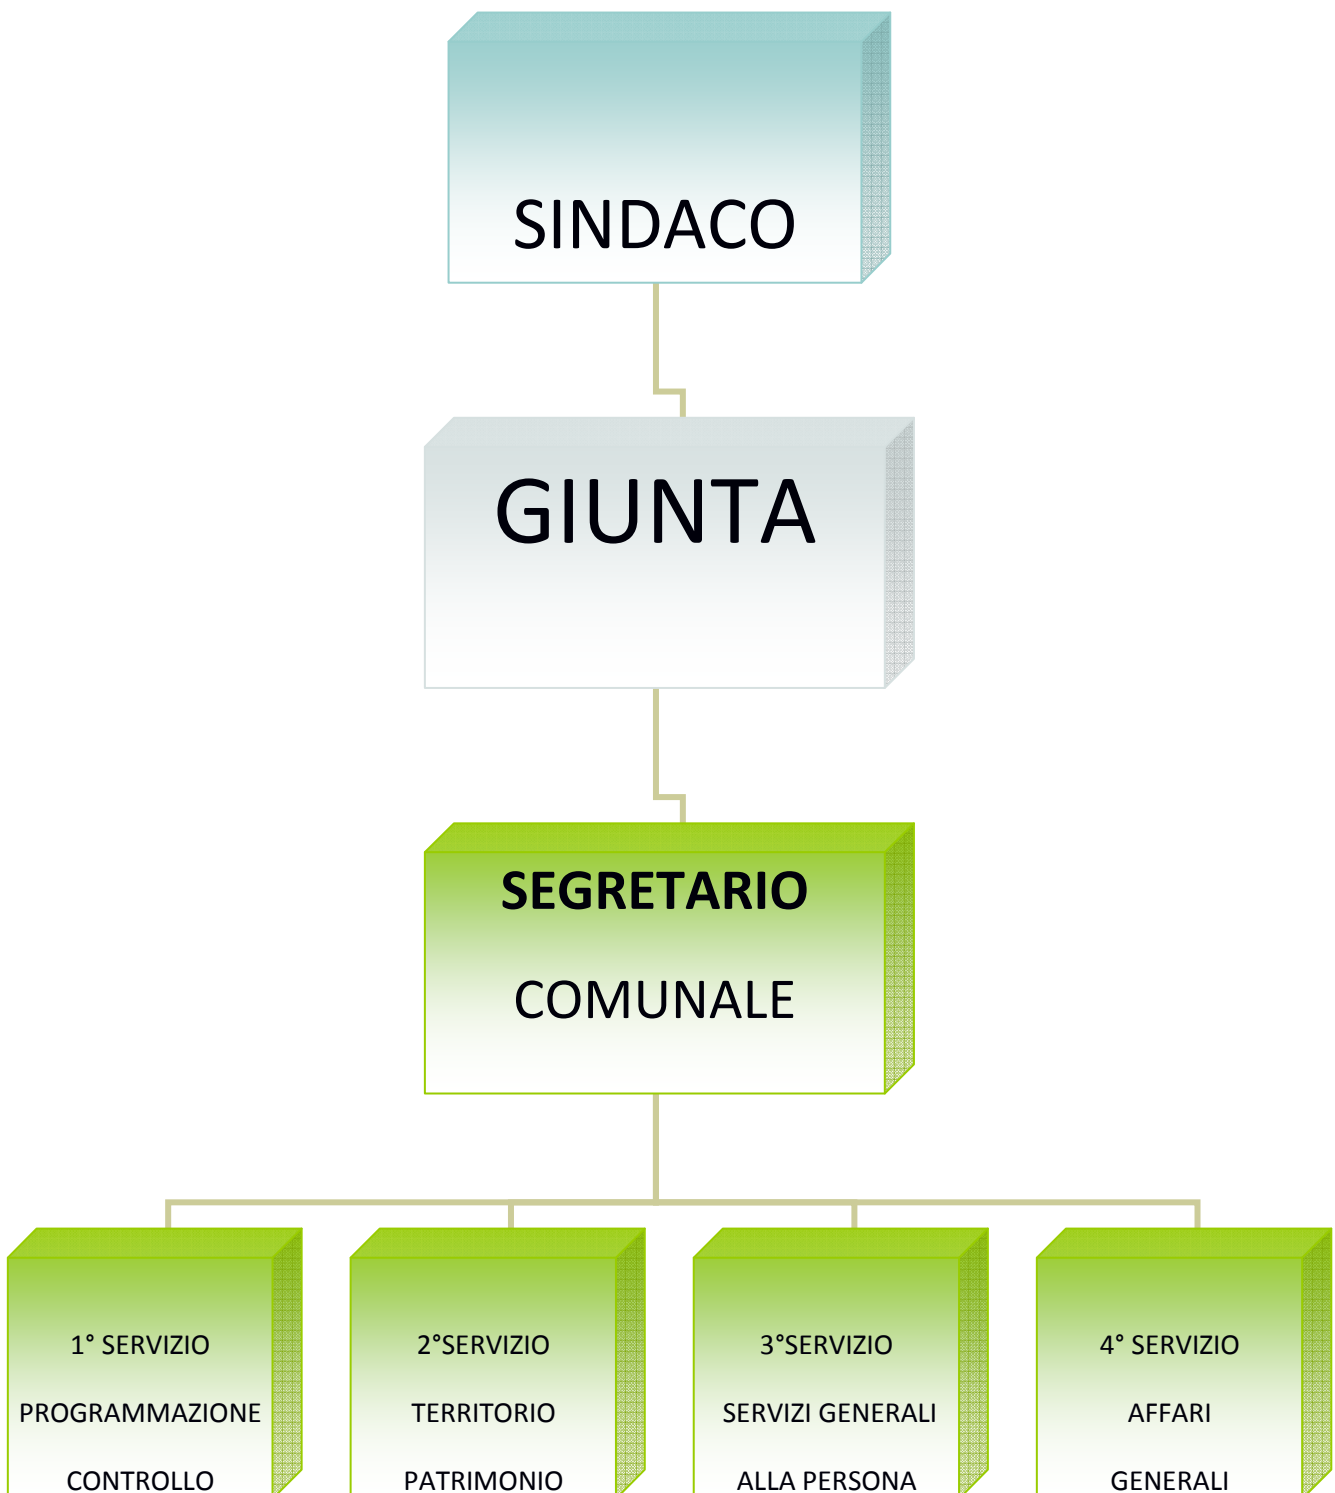 SINDACO
GIUNTA
SEGRETARIO
COMUNALE
1° SERVIZIO
PROGRAMMAZIONE
CONTROLLO
2°SERVIZIO
TERRITORIO
PATRIMONIO
3°SERVIZIO
SERVIZI GENERALI
ALLA PERSONA
4° SERVIZIO
AFFARI
GENERALI